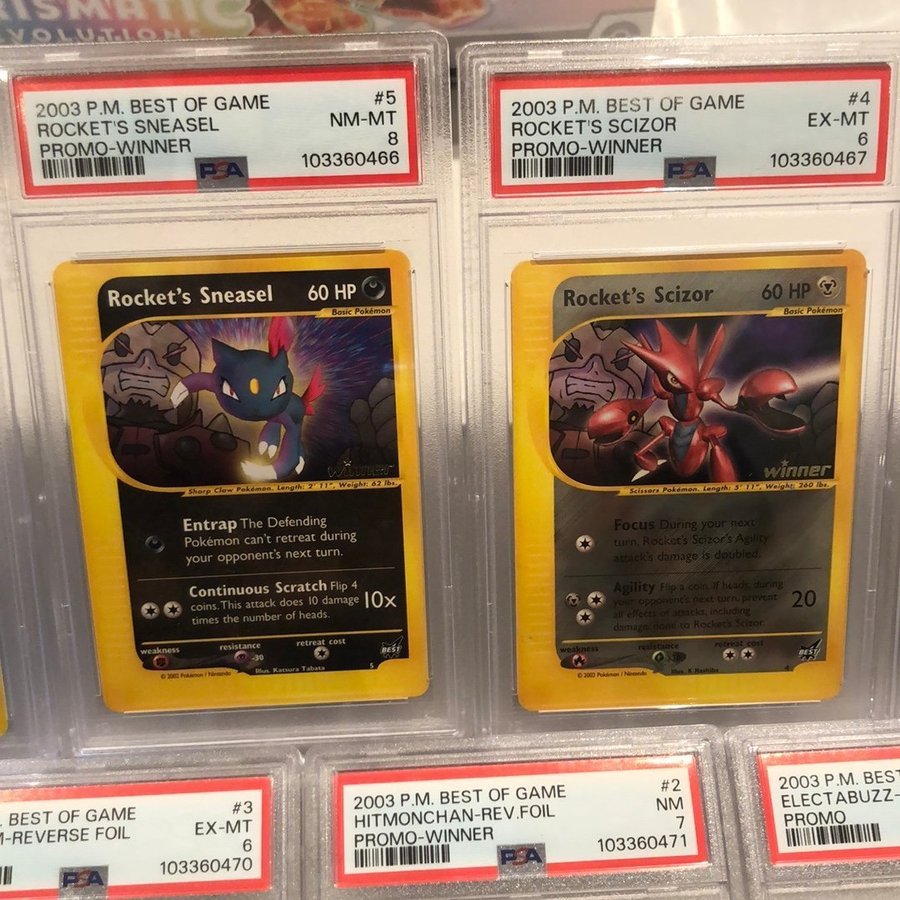 RISMATIC
VOLUTIONS
2003 P.M. BEST OF GAME #5
ROCKET'S SNEASEL NM-MT
PROMO-WINNER 8
PSA 103360466
2003 P.M. BEST OF GAME #4
ROCKET'S SCIZOR EX-MT
PROMO-WINNER 6
PSA 103360467
Rocket's Sneasel 60 HP
Basic Pokémon
winner
Sharp Claw Pokémon. Length: 2' 11", Weight: 62 lbs.
Entrap The Defending
Pokémon can't retreat during
your opponent's next turn.
Continuous Scratch Flip 4
coins. This attack does 10 damage 10x
times the number of heads.
weakness resistance retreat cost
-30
BEST
Illus. Katsura Tabata
5
© 2002 Pokémon / Nintendo
Rocket's Scizor 60 HP
Basic Pokémon
winner
Scissors Pokémon. Length: 5' 11", Weight: 260 lbs.
Focus During your next
turn, Rocket's Scizor's Agility
attack's damage is doubled.
Agility Flip a coin. If heads, during
your opponent's next turn, prevent
all effects of attacks, including 20
damage, done to Rocket's Scizor.
weakness resistance retreat cost
-30
BEST
Illus. K. Hoshiba
4
© 2002 Pokémon / Nintendo
. BEST OF GAME #3
-REVERSE FOIL EX-MT
6
PSA 103360470
2003 P.M. BEST OF GAME #2
HITMONCHAN-REV.FOIL NM
PROMO-WINNER 7
PSA 103360471
2003 P.M. BEST
ELECTABUZZ-
PROMO